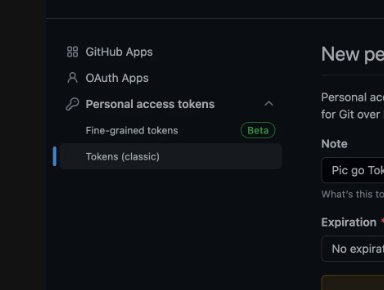 GitHub Apps
OAuth Apps
Personal access tokens
Fine-grained tokens Beta
Tokens (classic)
New pe
Personal acc
for Git over
Note
Pic go Tok
What's this to
Expiration *
No expirat